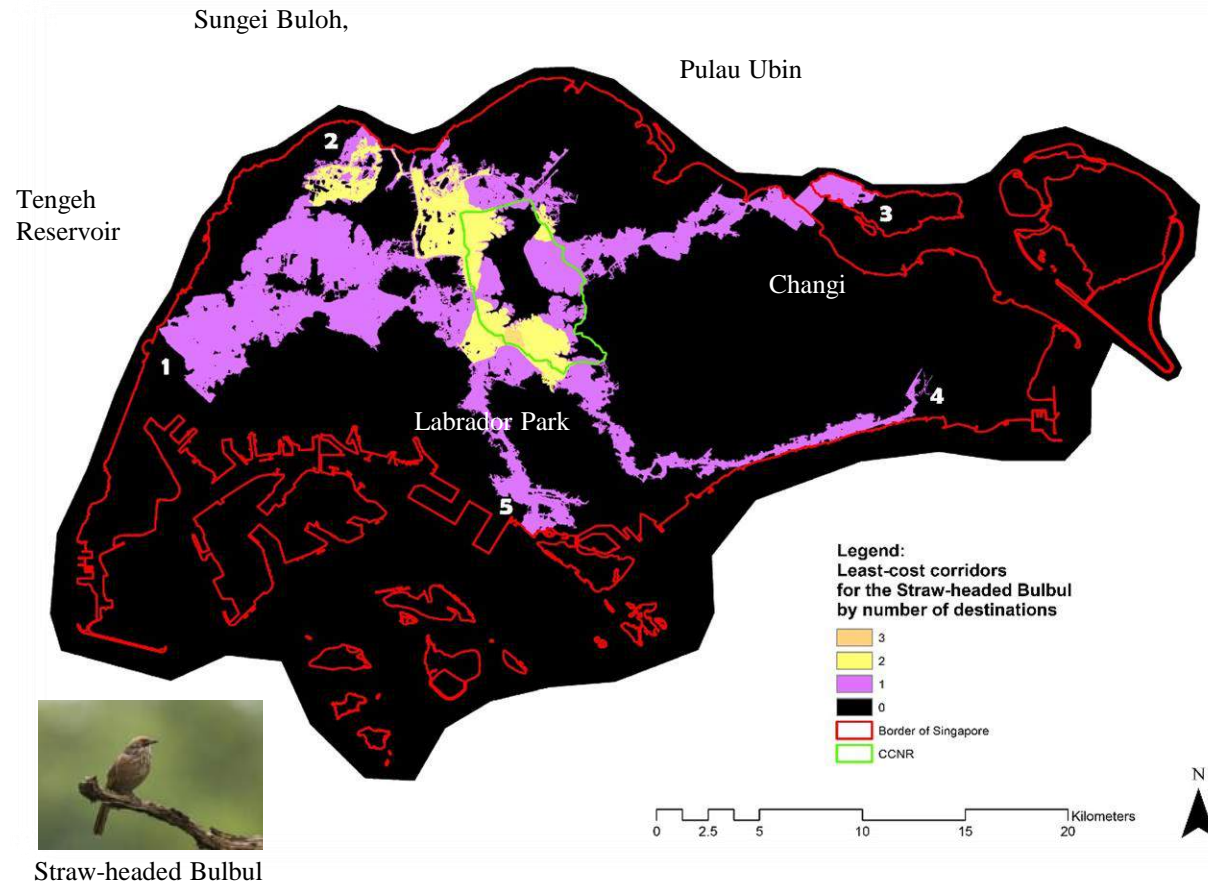 Sungei Buloh,
Pulau Ubin
2
Tengeh
Reservoir
3
Changi
1
4
Labrador Park
5
Legend:
Least-cost corridors
for the Straw-headed Bulbul
by number of destinations
3
2
1
0
Border of Singapore
CCNR
N
Kilometers
0 2.5 5 10 15 20
Straw-headed Bulbul